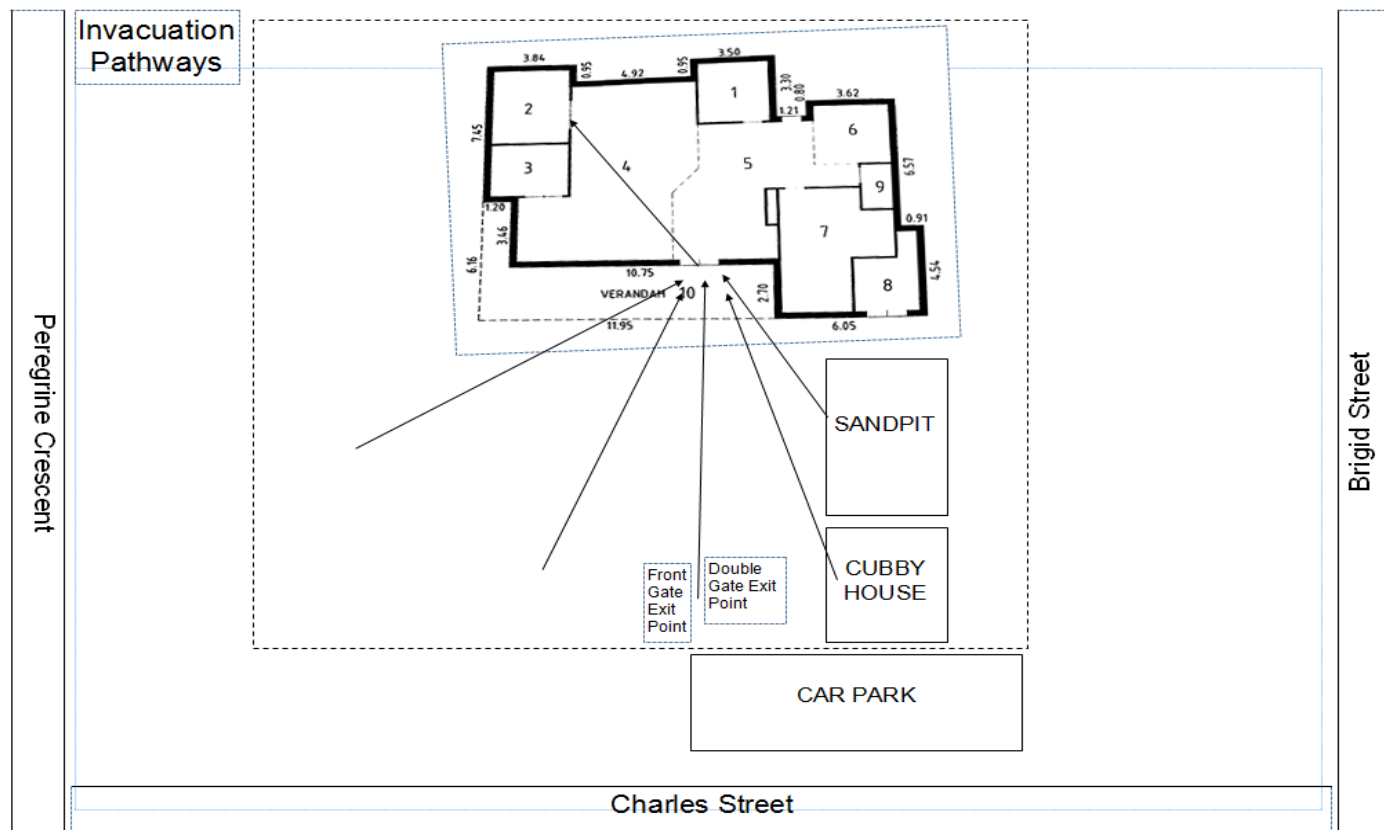 Invacuation
Pathways
3.84
0.95
4.92
0.95
3.50
3.30
0.80
1.21
3.62
2
1
6
7.45
3
4
5
9
6.57
1.20
3.46
6.16
7
0.91
4.54
8
10.75
VERANDAH 10
2.70
11.95
6.05
Peregrine Crescent
Brigid Street
SANDPIT
Front
Gate
Exit
Point
Double
Gate Exit
Point
CUBBY
HOUSE
CAR PARK
Charles Street